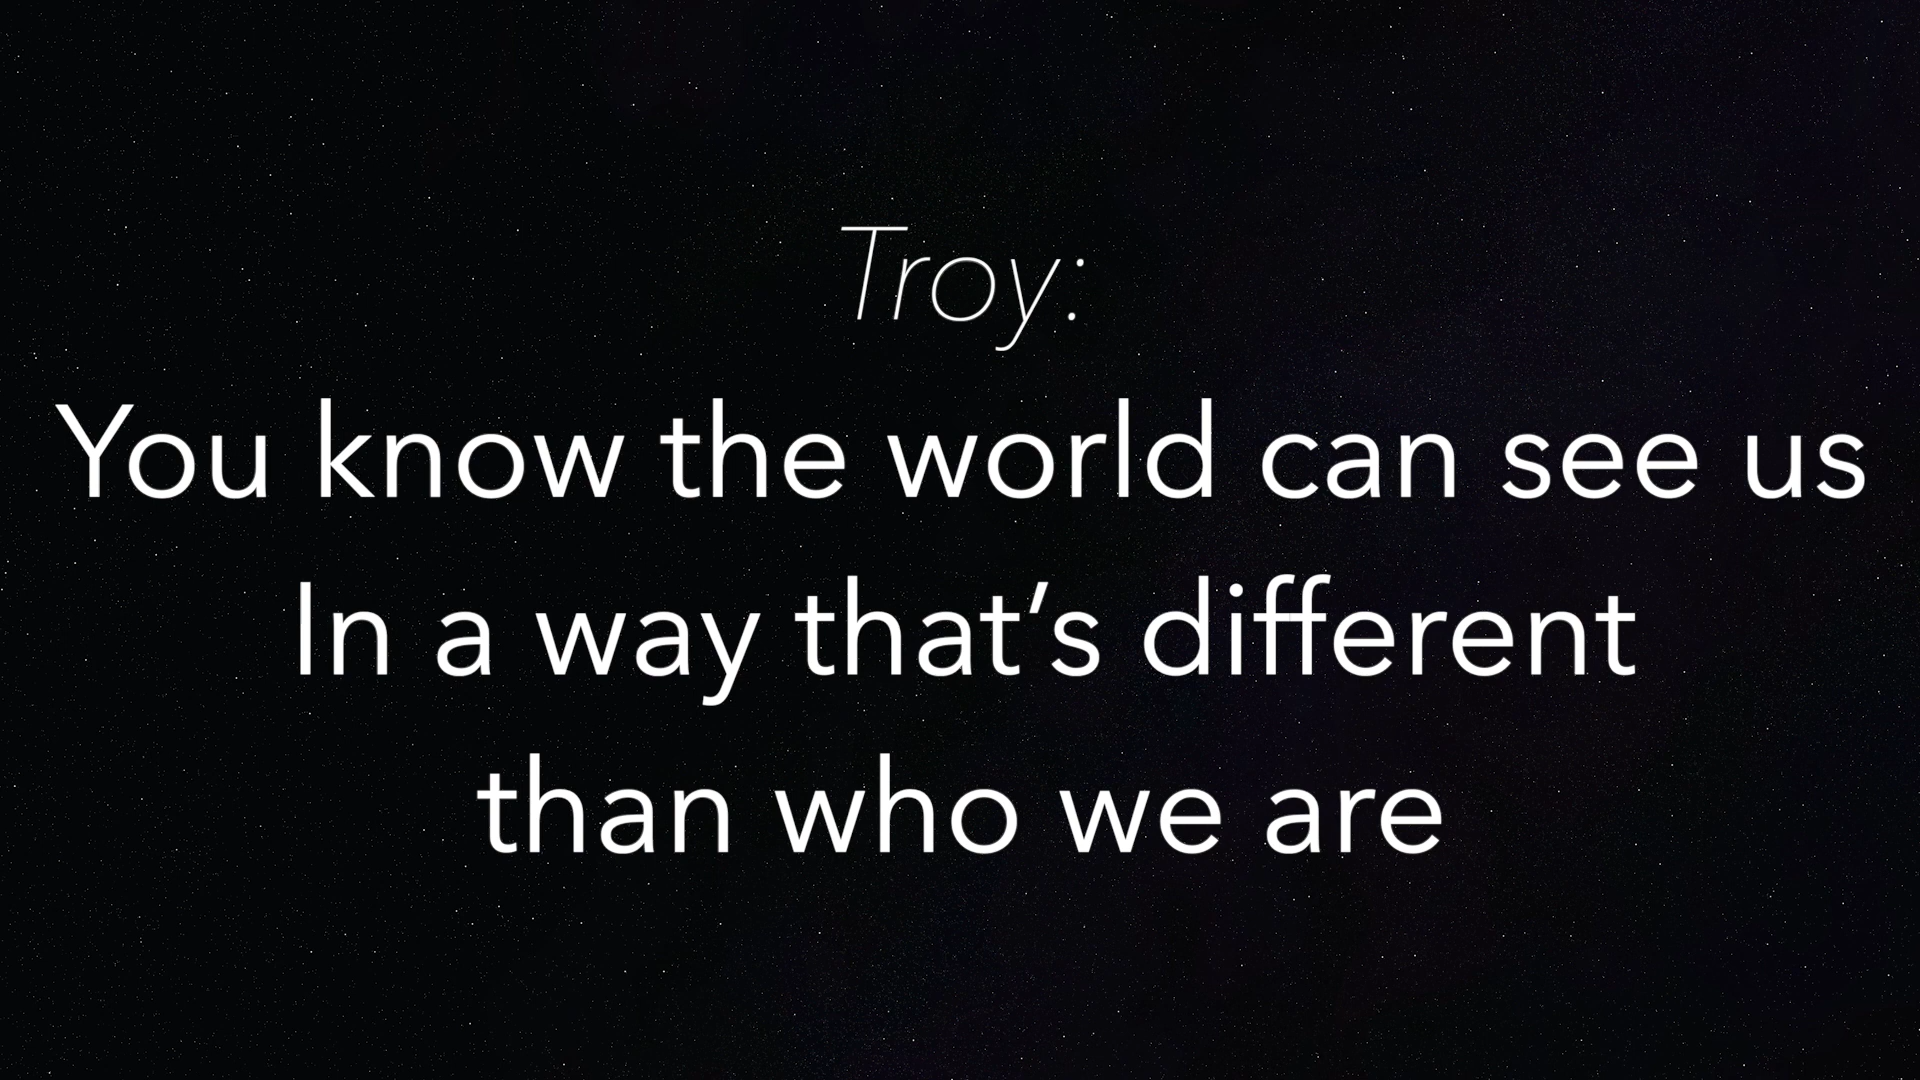 Troy:
You know the world can see us
In a way that’s different
than who we are